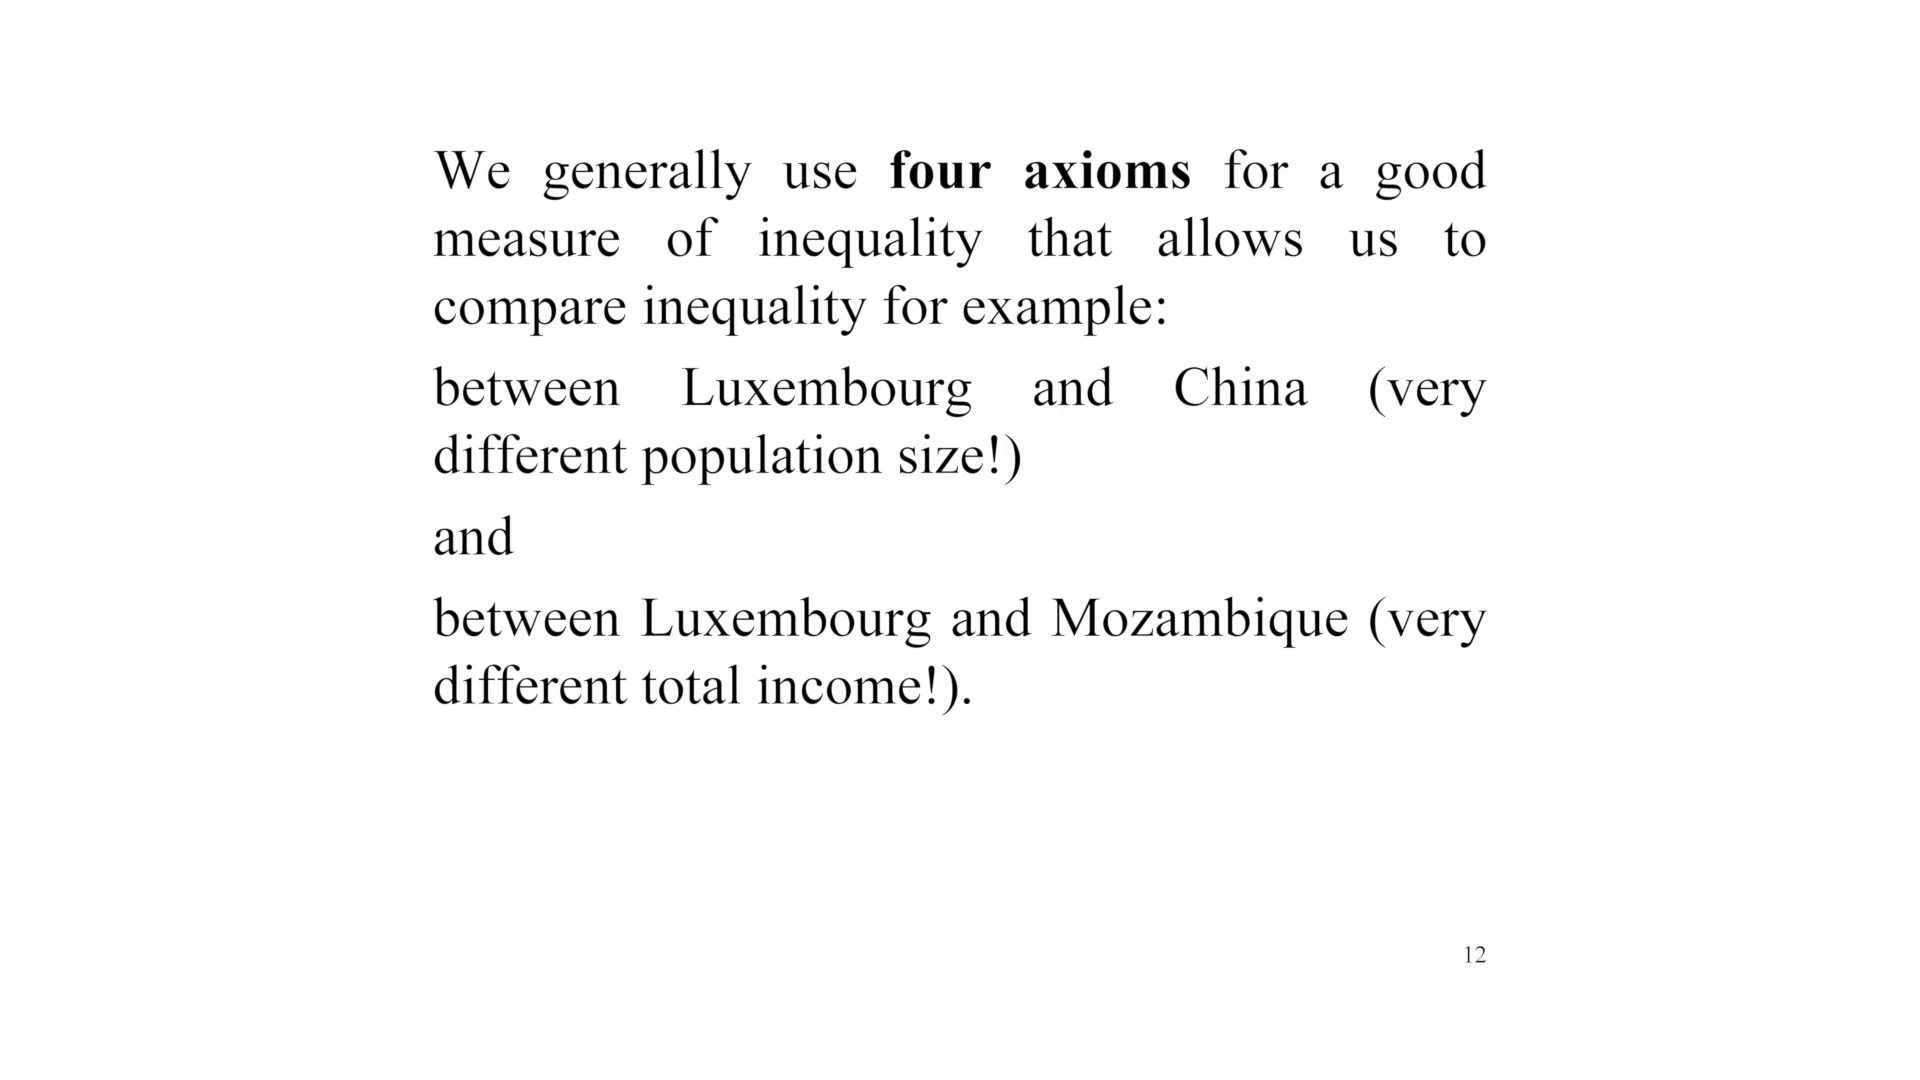 We generally use four axioms for a good
measure of inequality that allows us to
compare inequality for example:
between Luxembourg and China (very
different population size!)
and
between Luxembourg and Mozambique (very
different total income!).
12